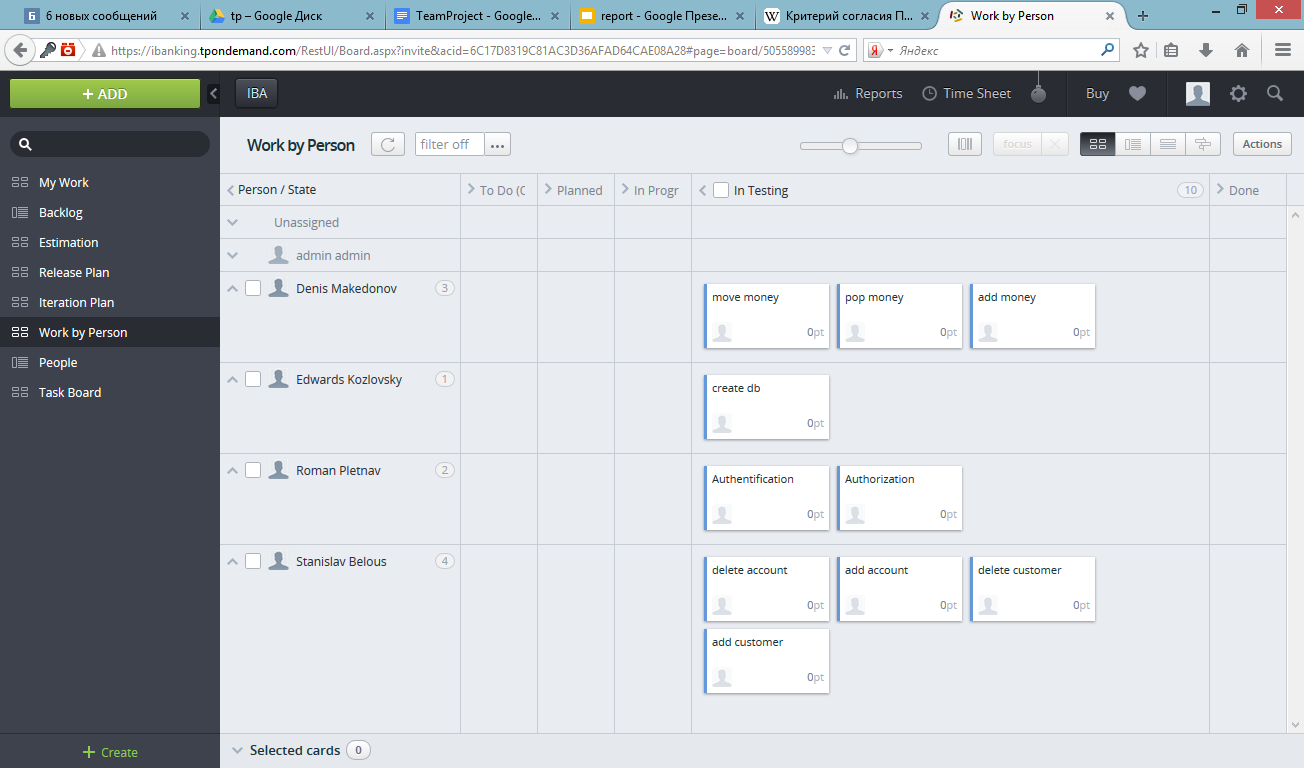 6 новых сообщений
tp – Google Диск
TeamProject - Google...
report - Google Презе...
Критерий согласия П...
Work by Person
https://ibanking.tpondemand.com/RestUI/Board.aspx?invite&acid=6C17D8319C81AC3D36AFAD64CAE08A28#page=board/505589983
Яндекс
+ ADD
IBA
Reports
Time Sheet
Buy
Work by Person
filter off
...
focus
Actions
My Work
Backlog
Estimation
Release Plan
Iteration Plan
Work by Person
People
Task Board
+ Create
Person / State
To Do (
Planned
In Progr
In Testing
10
Done
Unassigned
admin admin
Denis Makedonov
3
move money
0pt
pop money
0pt
add money
0pt
Edwards Kozlovsky
1
create db
0pt
Roman Pletnav
2
Authentification
0pt
Authorization
0pt
Stanislav Belous
4
delete account
0pt
add account
0pt
delete customer
0pt
add customer
0pt
Selected cards
0